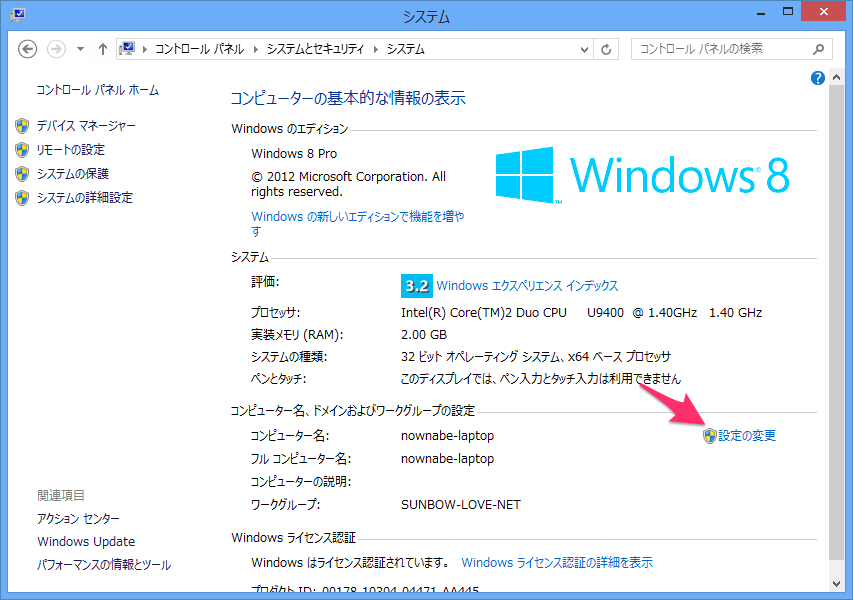 システム
コントロール パネル
システムとセキュリティ
システム
コントロール パネルの検索
コントロール パネル ホーム
デバイス マネージャー
リモートの設定
システムの保護
システムの詳細設定
コンピューターの基本的な情報の表示
Windows のエディション
Windows 8 Pro
© 2012 Microsoft Corporation. All
rights reserved.
Windows の新しいエディションで機能を増や
す
Windows 8
システム
評価: 3.2 Windows エクスペリエンス インデックス
プロセッサ: Intel(R) Core(TM)2 Duo CPU U9400 @ 1.40GHz 1.40 GHz
実装メモリ (RAM): 2.00 GB
システムの種類: 32 ビット オペレーティング システム、x64 ベース プロセッサ
ペンとタッチ: このディスプレイでは、ペン入力とタッチ入力は利用できません
コンピューター名、ドメインおよびワークグループの設定
コンピューター名: nownabe-laptop 設定の変更
フル コンピューター名: nownabe-laptop
コンピューターの説明:
ワークグループ: SUNBOW-LOVE-NET
Windows ライセンス認証
Windows はライセンス認証されています。 Windows ライセンス認証の詳細を表示
プロダクト ID: 00178-10304-04471-AA445
関連項目
アクション センター
Windows Update
パフォーマンスの情報とツール